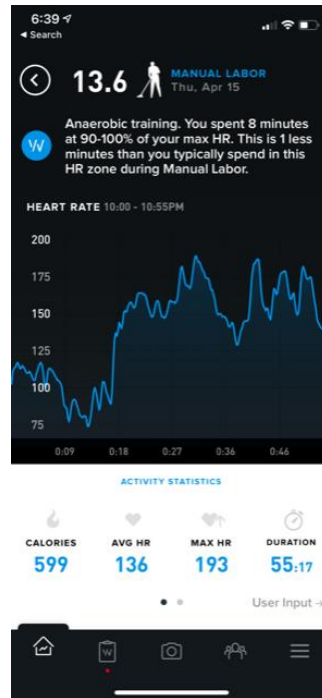 6:39
◄ Search
13.6
MANUAL LABOR
Thu, Apr 15
W
Anaerobic training. You spent 8 minutes
at 90-100% of your max HR. This is 1 less
minutes than you typically spend in this
HR zone during Manual Labor.
HEART RATE 10:00 - 10:55PM
200
175
150
125
100
75
0:09 0:18 0:27 0:36 0:46
ACTIVITY STATISTICS
CALORIES AVG HR MAX HR DURATION
599 136 193 55:17
User Input →
W